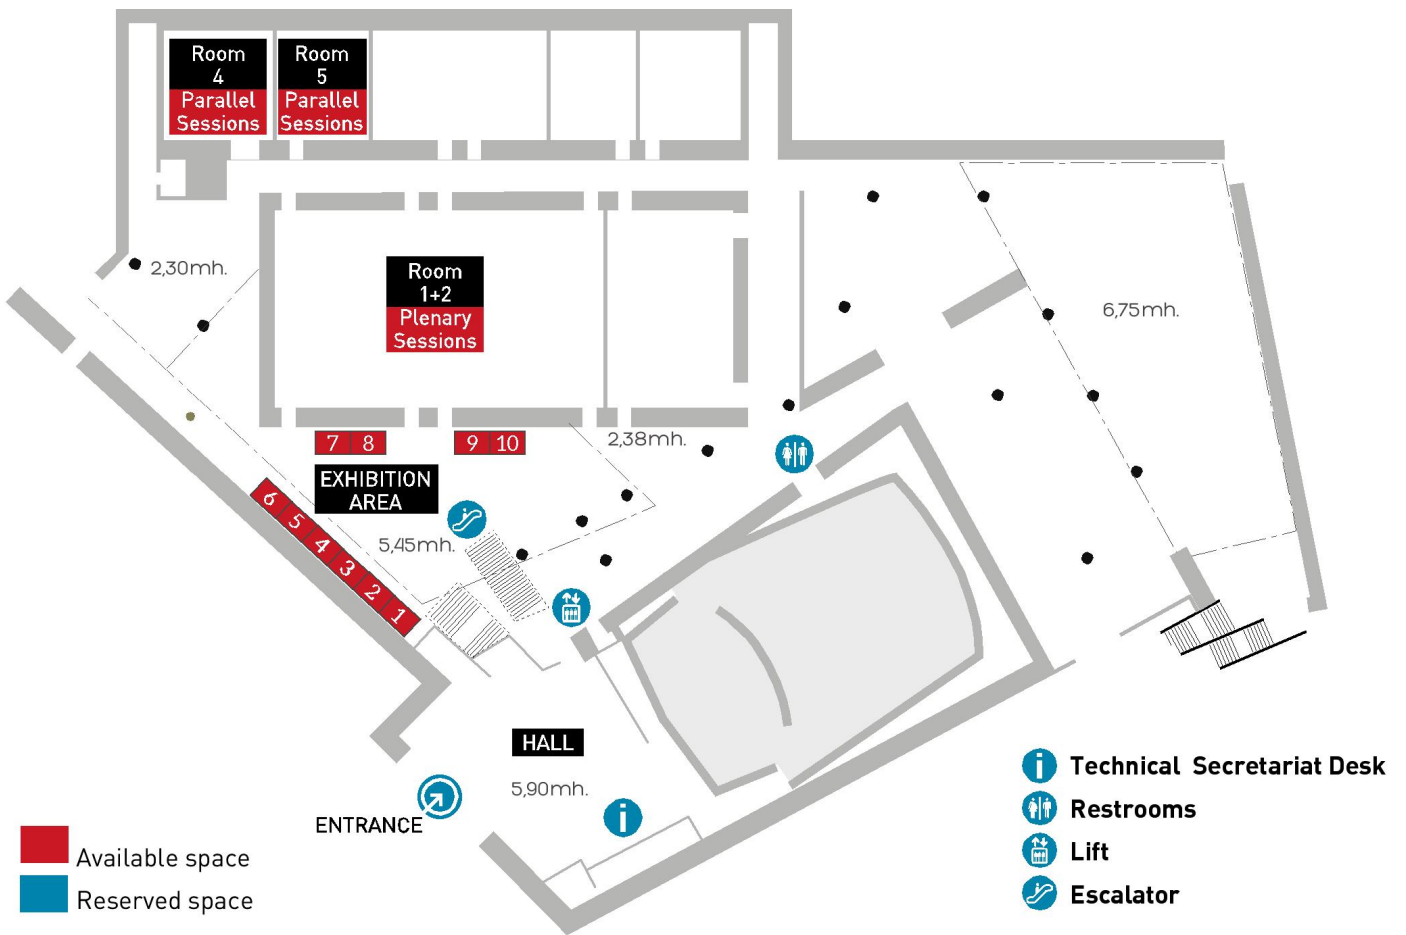 Room
4
Parallel
Sessions
Room
5
Parallel
Sessions
2,30mh.
Room
1+2
Plenary
Sessions
6,75mh.
7 8
9 10
2,38mh.
EXHIBITION
AREA
6
5
4
3
2
1
5,45mh.
HALL
5,90mh.
ENTRANCE
i
Available space
Reserved space
i Technical Secretariat Desk
Restrooms
Lift
Escalator